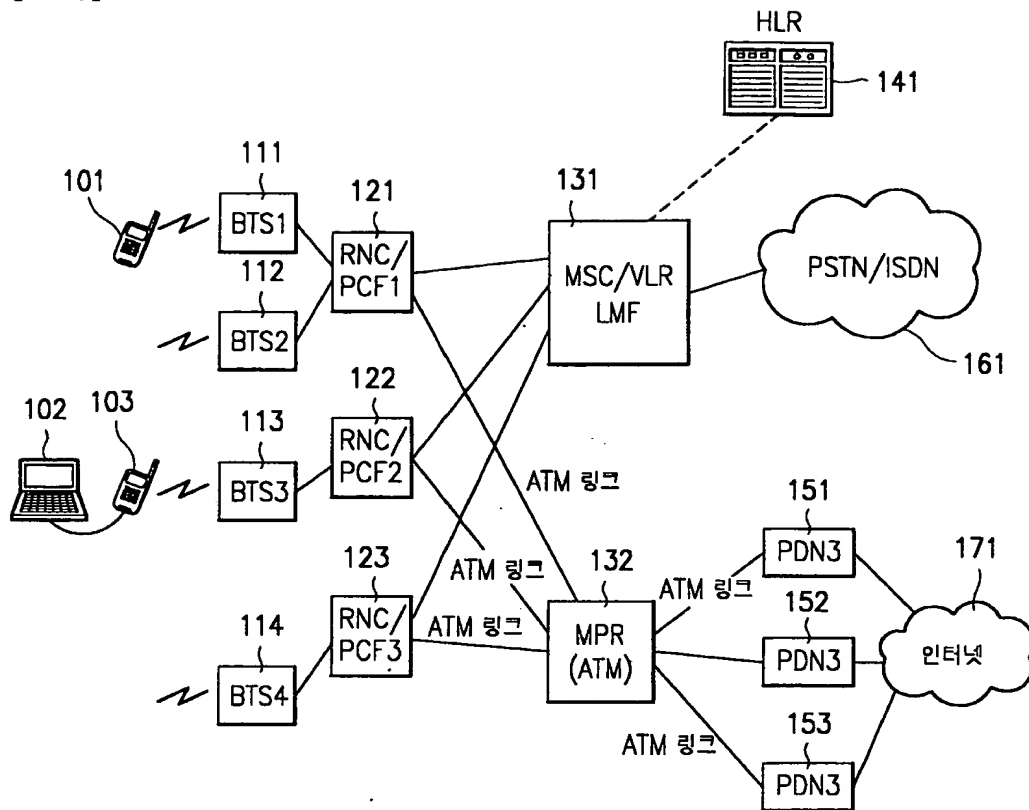 HLR
141
101
111
BTS1
112
BTS2
121
RNC/
PCF1
131
MSC/VLR
LMF
PSTN/ISDN
161
102
103
113
BTS3
122
RNC/
PCF2
ATM 링크
114
BTS4
123
RNC/
PCF3
ATM 링크
ATM 링크
132
MPR
(ATM)
ATM 링크
ATM 링크
151
PDN3
152
PDN3
153
PDN3
171
인터넷